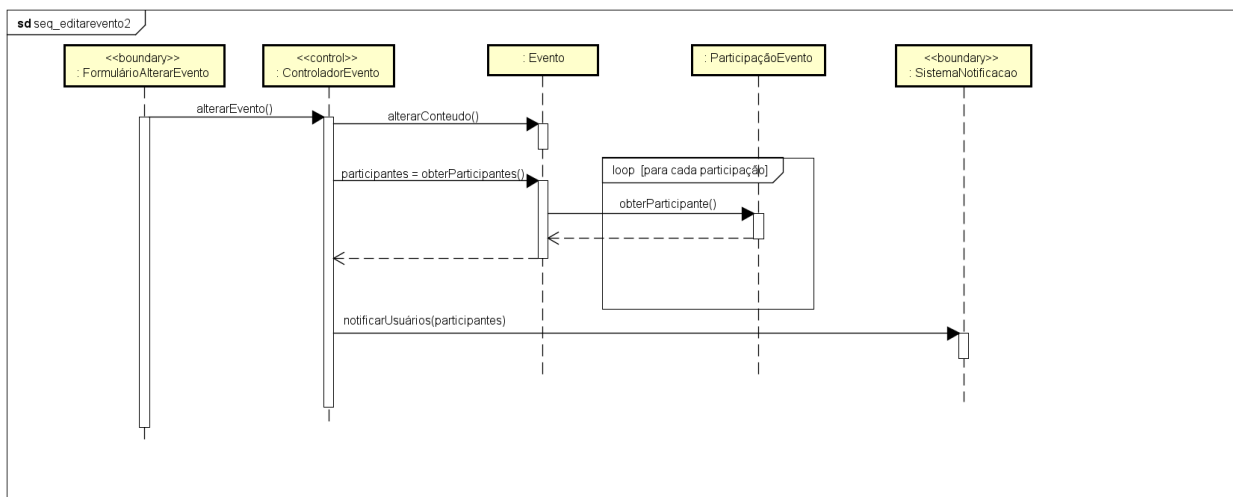 sd seq_editarevento2
<<boundary>>
: FormulárioAlterarEvento
<<control>>
: ControladorEvento
: Evento
: ParticipaçãoEvento
<<boundary>>
: SistemaNotificacao
alterarEvento()
alterarConteudo()
participantes = obterParticipantes()
loop [para cada participação]
obterParticipante()
notificarUsuários(participantes)